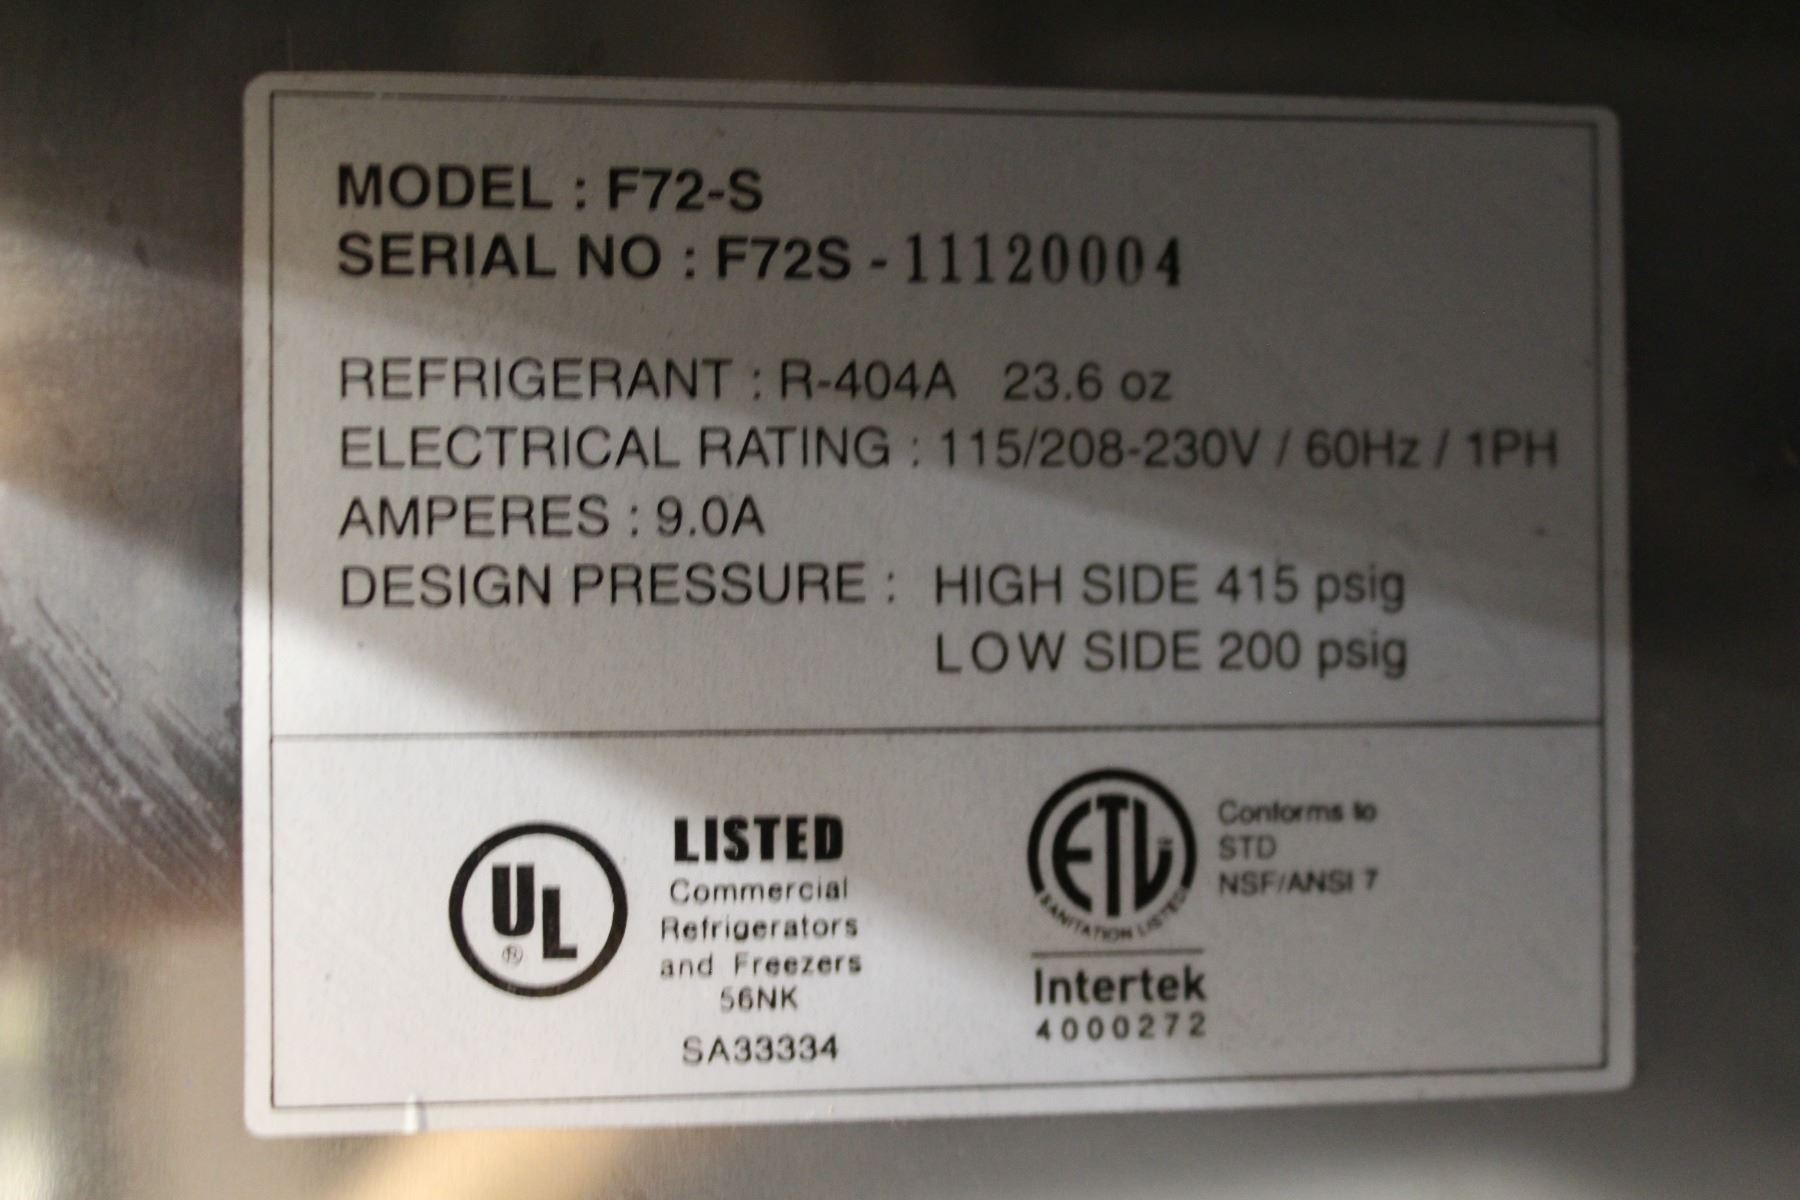 MODEL : F72-S
SERIAL NO : F72S - 11120004
REFRIGERANT : R-404A 23.6 oz
ELECTRICAL RATING : 115/208-230V / 60Hz / 1PH
AMPERES : 9.0A
DESIGN PRESSURE : HIGH SIDE 415 psig
LOW SIDE 200 psig
UL
®
LISTED
Commercial
Refrigerators
and Freezers
56NK
SA33334
ETL
SANITATION LISTED
Intertek
4000272
Conforms to
STD
NSF/ANSI 7